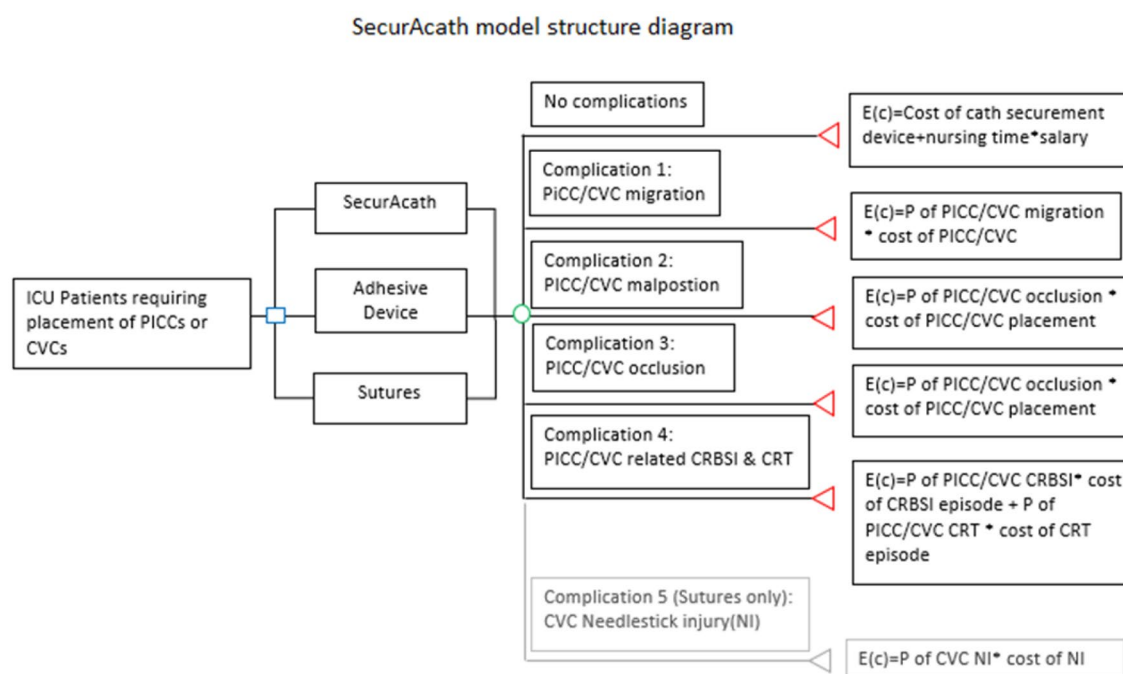 SecurAcath model structure diagram
No complications
E(c)=Cost of cath securement
device+nursing time*salary
Complication 1:
PiCC/CVC migration
SecurAcath
E(c)=P of PICC/CVC migration
* cost of PICC/CVC
Complication 2:
PICC/CVC malpostion
ICU Patients requiring
placement of PICCs or
CVCs
Adhesive
Device
E(c)=P of PICC/CVC occlusion *
cost of PICC/CVC placement
Complication 3:
PICC/CVC occlusion
Sutures
E(c)=P of PICC/CVC occlusion *
cost of PICC/CVC placement
Complication 4:
PICC/CVC related CRBSI & CRT
E(c)=P of PICC/CVC CRBSI* cost
of CRBSI episode + P of
PICC/CVC CRT * cost of CRT
episode
Complication 5 (Sutures only):
CVC Needlestick injury(NI)
E(c)=P of CVC NI* cost of NI